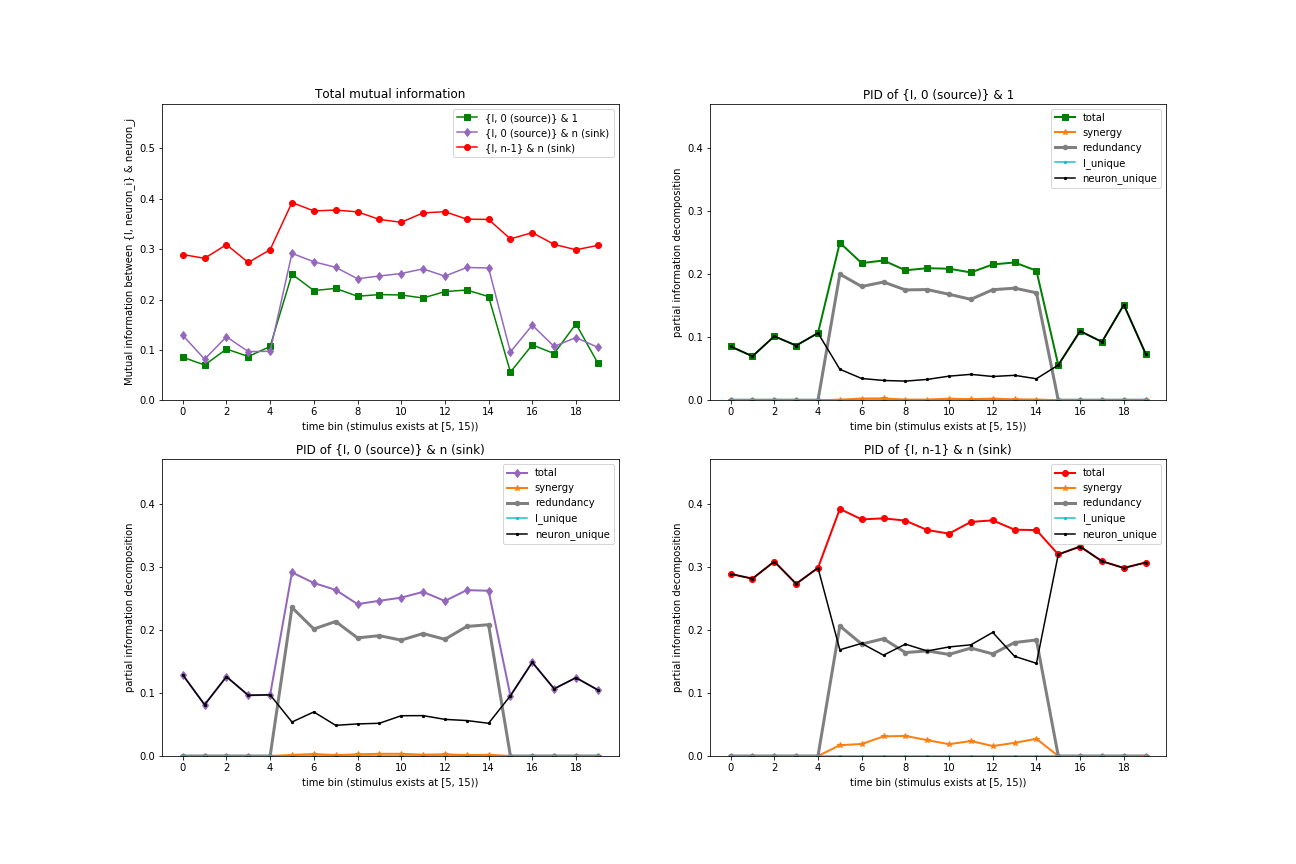 Total mutual information
Mutual information between {I, neuron_i} & neuron_j
0.5
0.4
0.3
0.2
0.1
0.0
{I, 0 (source)} & 1
{I, 0 (source)} & n (sink)
{I, n-1} & n (sink)
0 2 4 6 8 10 12 14 16 18
time bin (stimulus exists at [5, 15))
PID of {I, 0 (source)} & 1
partial information decomposition
0.4
0.3
0.2
0.1
0.0
total
synergy
redundancy
I_unique
neuron_unique
0 2 4 6 8 10 12 14 16 18
time bin (stimulus exists at [5, 15))
PID of {I, 0 (source)} & n (sink)
partial information decomposition
0.4
0.3
0.2
0.1
0.0
total
synergy
redundancy
I_unique
neuron_unique
0 2 4 6 8 10 12 14 16 18
time bin (stimulus exists at [5, 15))
PID of {I, n-1} & n (sink)
partial information decomposition
0.4
0.3
0.2
0.1
0.0
total
synergy
redundancy
I_unique
neuron_unique
0 2 4 6 8 10 12 14 16 18
time bin (stimulus exists at [5, 15))